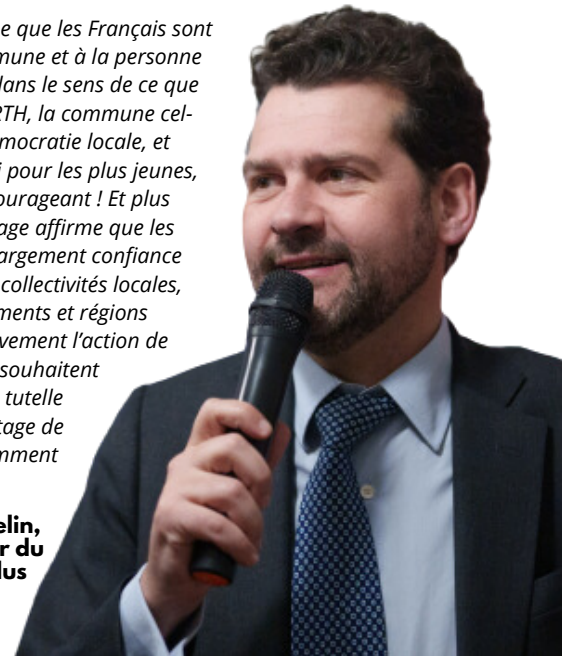 e que les Français sont
mune et à la personne
dans le sens de ce que
RTH, la commune cel-
mocratie locale, et
i pour les plus jeunes,
ourageant ! Et plus
age affirme que les
argement confiance
collectivités locales,
ments et régions
vement l’action de
souhaitent
tutelle
tage de
mment
elin,
r du
lus